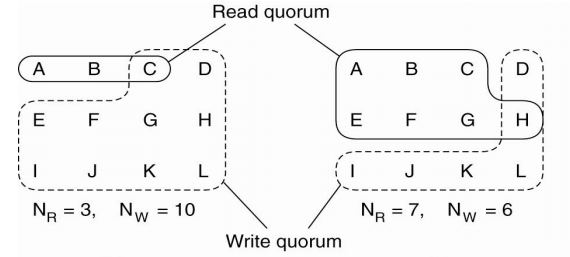 Read quorum
A B C D A B C D
E F G H E F G H
I J K L I J K L
N_R = 3, N_W = 10 N_R = 7, N_W = 6
Write quorum